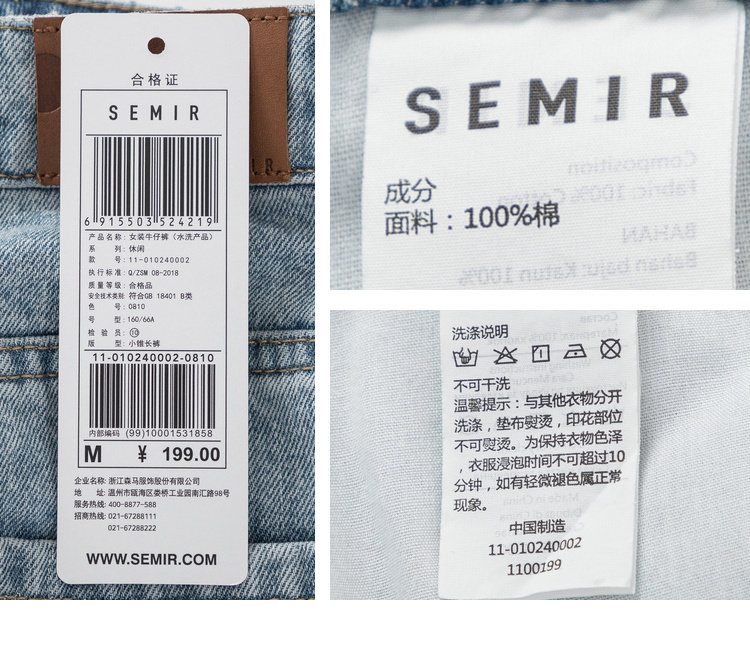 合格证
SEMIR
6 915503 524219
产品名称: 女装牛仔裤（水洗产品）
系 列: 休闲
款 号: 11-010240002
执行标准: Q/ZSM 08-2018
质量等级: 合格品
安全技术类别: 符合GB 18401 B类
色 号: 0810
号 型: 160/66A
检 验 员: ⑩
版 型: 小锥长裤
11-010240002-0810
内部编码 (99)10001531858
M ¥ 199.00
企业名称: 浙江森马服饰股份有限公司
地 址: 温州市瓯海区娄桥工业园南汇路98号
服务热线: 400-8877-588
招商热线: 021-67288111
021-67288222
WWW.SEMIR.COM
SEMIR
成分
面料：100%棉
Composition
Fabric: 100% Cotton
BAHAN
Bahan baju: Katun 100%
洗涤说明
不可干洗
温馨提示：与其他衣物分开
洗涤，垫布熨烫，印花部位
不可熨烫。为保持衣物色泽
，衣服浸泡时间不可超过10
分钟，如有轻微褪色属正常
现象。
中国制造
11-010240002
1100199